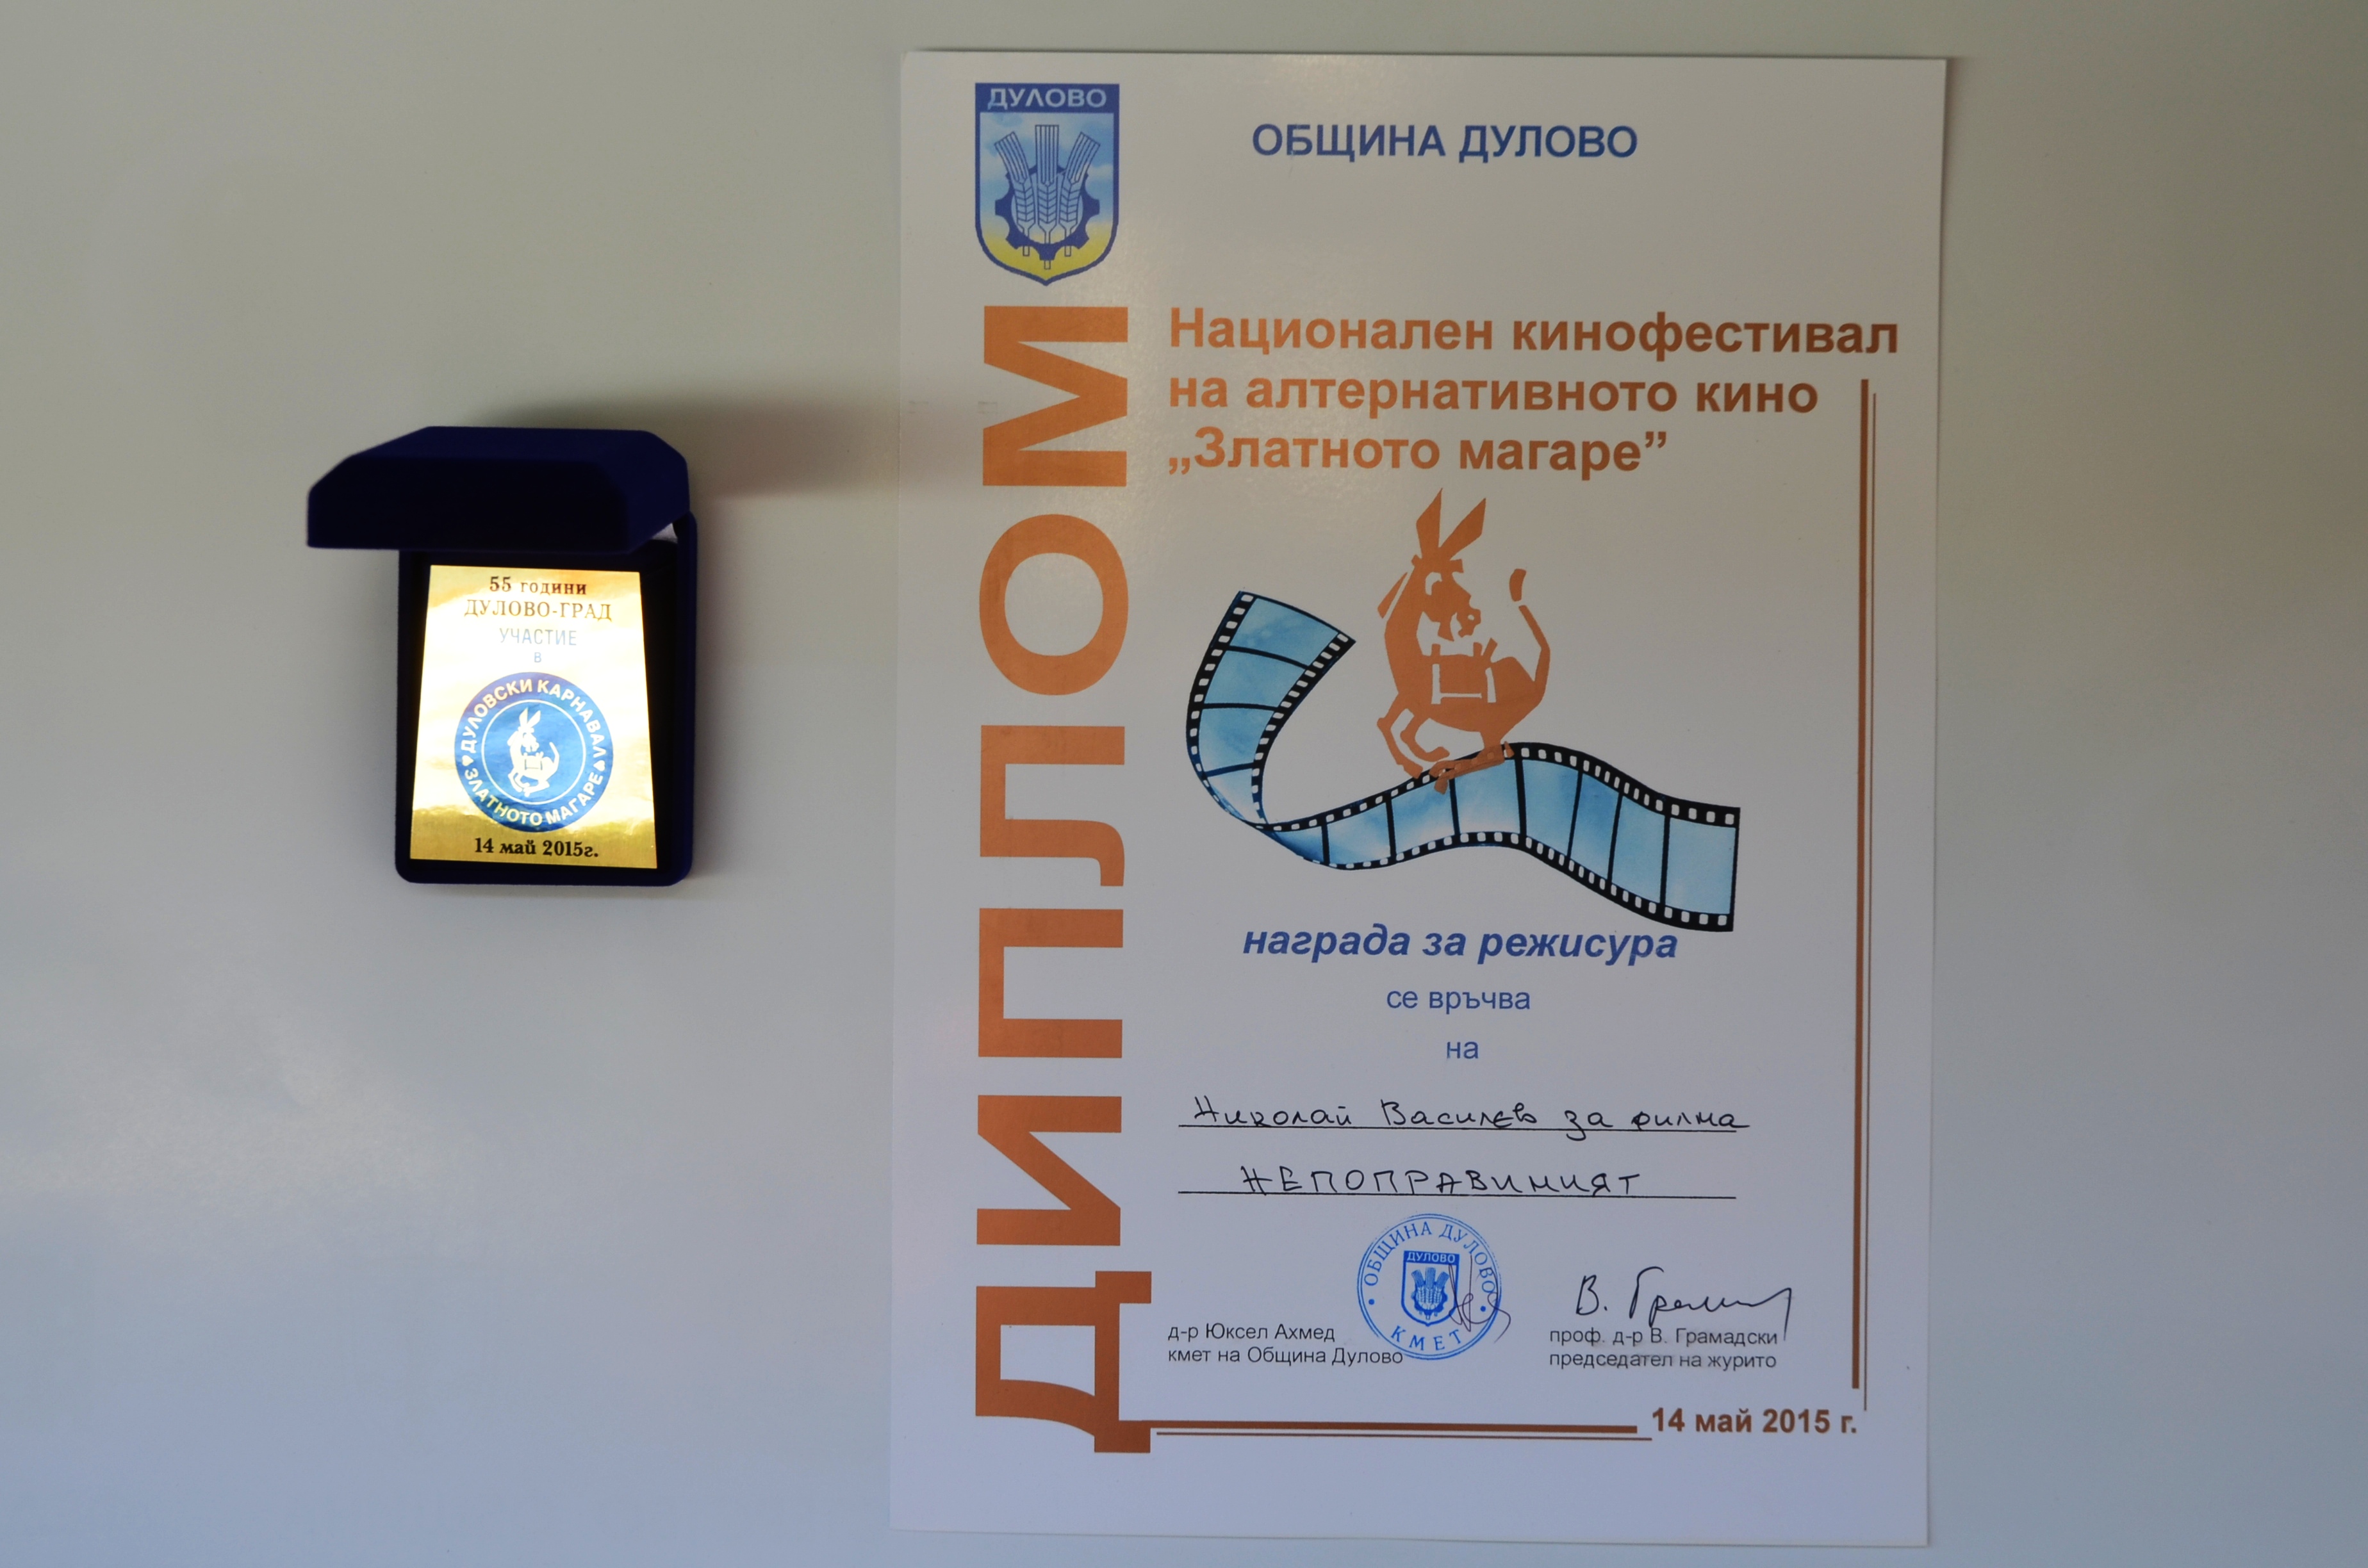 55 години
ДУЛОВО-ГРАД
УЧАСТИЕ
В
ДУЛОВСКИ КАРНАВАЛ
ЗЛАТНОТО МАГАРЕ
14 май 2015г.
ДУЛОВО
ОБЩИНА ДУЛОВО
ДИПЛОМ
Национален кинофестивал
на алтернативното кино
„Златното магаре”
награда за режисура
се връчва
на
Николай Василев за филма
НЕПОПРАВИМИЯТ
ОБЩИНА ДУЛОВО
ДУЛОВО
КМЕТ
д-р Юксел Ахмед
кмет на Община Дулово
В.
проф. д-р В. Грамадски
председател на журито
14 май 2015 г.